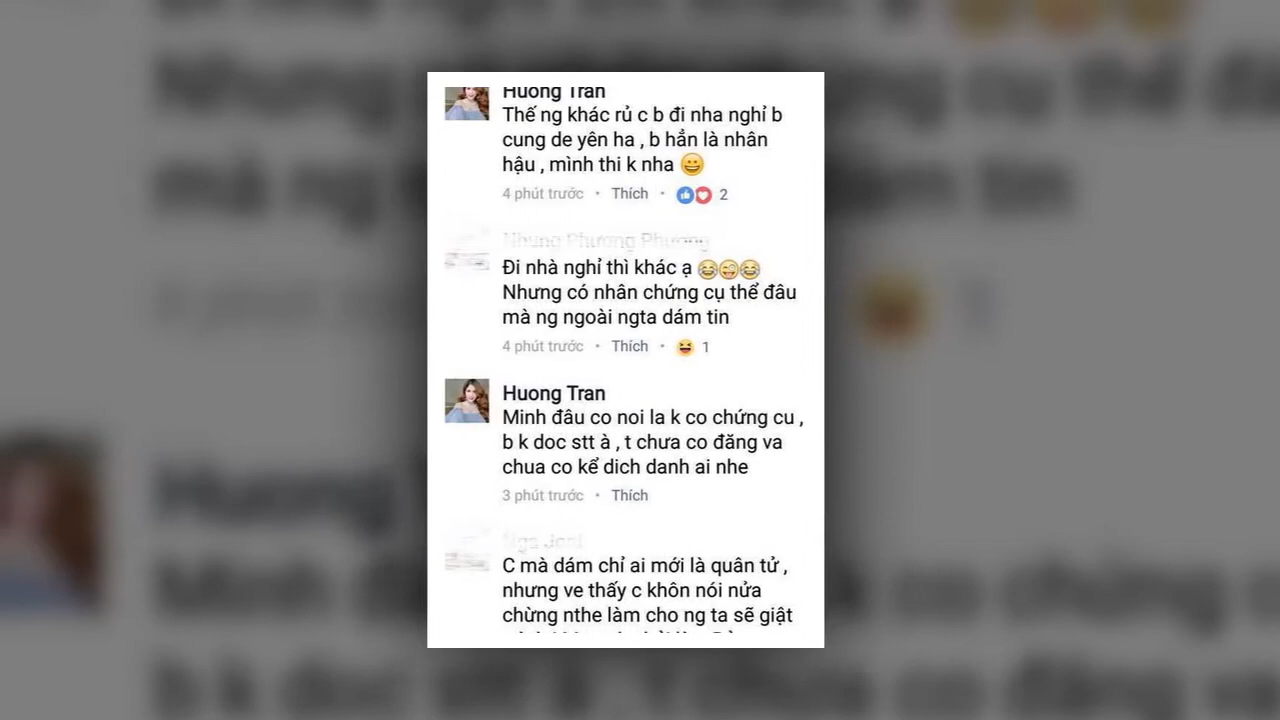 Huong Tran
Thế ng khác rủ c b đi nha nghỉ b
cung de yên ha , b hẳn là nhân
hậu , mình thi k nha 😀
4 phút trước • Thích • 2
Nhung Phương Phương
Đi nhà nghỉ thì khác ạ 😂😜😂
Nhưng có nhân chứng cụ thể đâu
mà ng ngoài ngta dám tin
4 phút trước • Thích • 😆 1
Huong Tran
Minh đâu co noi la k co chứng cu ,
b k doc stt à , t chưa co đăng va
chua co kể dich danh ai nhe
3 phút trước • Thích
C mà dám chỉ ai mới là quân tử ,
nhưng ve thấy c khôn nói nửa
chừng nthe làm cho ng ta sẽ giật